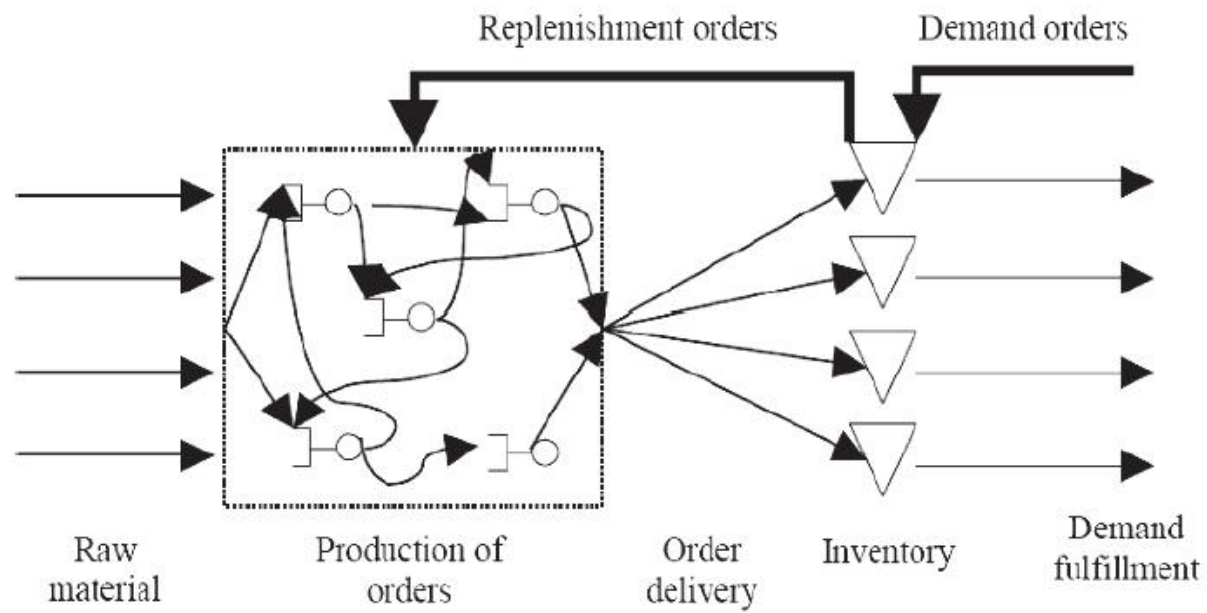 Replenishment orders
Demand orders
Raw
material
Production of
orders
Order
delivery
Inventory
Demand
fulfillment